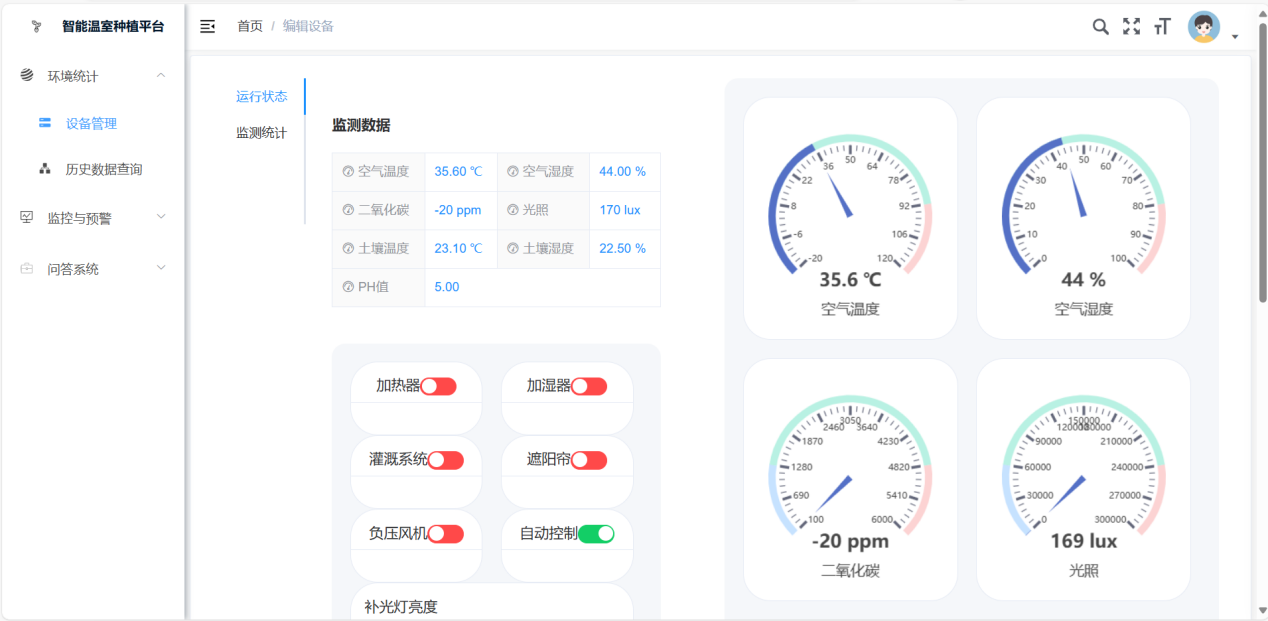 智能温室种植平台
首页 / 编辑设备
环境统计
设备管理
历史数据查询
监控与预警
问答系统
运行状态
监测统计
监测数据
空气温度 35.60 ℃ 空气湿度 44.00 %
二氧化碳 -20 ppm 光照 170 lux
土壤温度 23.10 ℃ 土壤湿度 22.50 %
PH值 5.00
加热器 加湿器
灌溉系统 遮阳帘
负压风机 自动控制
补光灯亮度
-20 -6 8 22 36 50 64 78 92 106 120
35.6 ℃
空气温度
0 10 20 30 40 50 60 70 80 90 100
44 %
空气湿度
100 690 1280 1870 2460 3050 3640 4230 4820 5410 6000
-20 ppm
二氧化碳
0 30000 60000 90000 120000 150000 180000 210000 240000 270000 300000
169 lux
光照